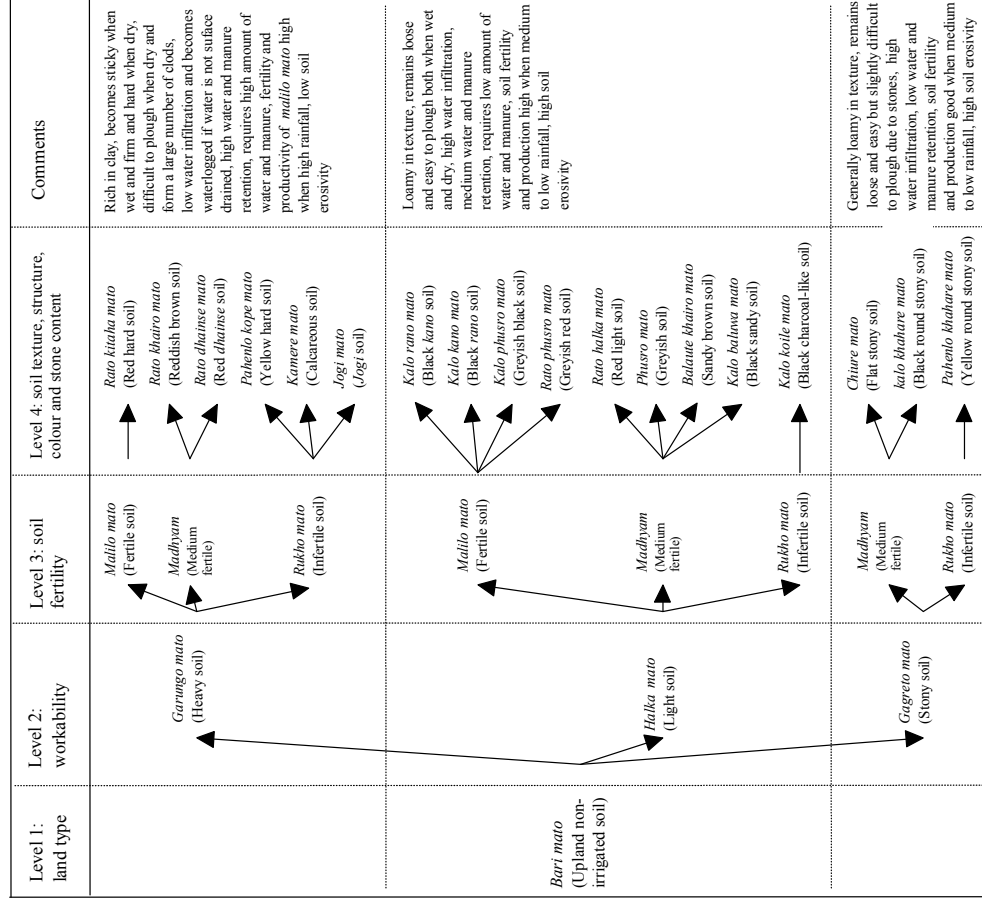 Level 1:
land type
Level 2:
workability
Level 3: soil
fertility
Level 4: soil texture, structure,
colour and stone content
Comments
Bari mato
(Upland non-
irrigated soil)
Garungo mato
(Heavy soil)
Malilo mato
(Fertile soil)
Madhyam
(Medium
fertile)
Rukho mato
(Infertile soil)
Rato kitaha mato
(Red hard soil)
Rato khairo mato
(Reddish brown soil)
Rato dhainse mato
(Red dhainse soil)
Pahenlo kope mato
(Yellow hard soil)
Kamere mato
(Calcareous soil)
Jogi mato
(Jogi soil)
Rich in clay, becomes sticky when
wet and firm and hard when dry,
difficult to plough when dry and
form a large number of clods,
low water infiltration and becomes
waterlogged if water is not suface
drained, high water and manure
retention, requires high amount of
water and manure, fertility and
productivity of malilo mato high
when high rainfall, low soil
erosivity
Halka mato
(Light soil)
Malilo mato
(Fertile soil)
Madhyam
(Medium
fertile)
Rukho mato
(Infertile soil)
Kalo rano mato
(Black kano soil)
Kalo kano mato
(Black rano soil)
Kalo phusro mato
(Greyish black soil)
Rato phusro mato
(Greyish red soil)
Rato halka mato
(Red light soil)
Phusro mato
(Greyish soil)
Balaute khairo mato
(Sandy brown soil)
Kalo baluwa mato
(Black sandy soil)
Kalo koile mato
(Black charcoal-like soil)
Loamy in texture, remains loose
and easy to plough both when wet
and dry, high water infiltration,
medium water and manure
retention, requires low amount of
water and manure, soil fertility
and production high when medium
to low rainfall, high soil
erosivity
Gagreto mato
(Stony soil)
Madhyam
(Medium
fertile)
Rukho mato
(Infertile soil)
Chiure mato
(Flat stony soil)
kalo khahare mato
(Black round stony soil)
Pahenlo khahare mato
(Yellow round stony soil)
Generally loamy in texture, remains
loose and easy but slightly difficult
to plough due to stones, high
water infiltration, low water and
manure retention, soil fertility
and production good when medium
to low rainfall, high soil erosivity